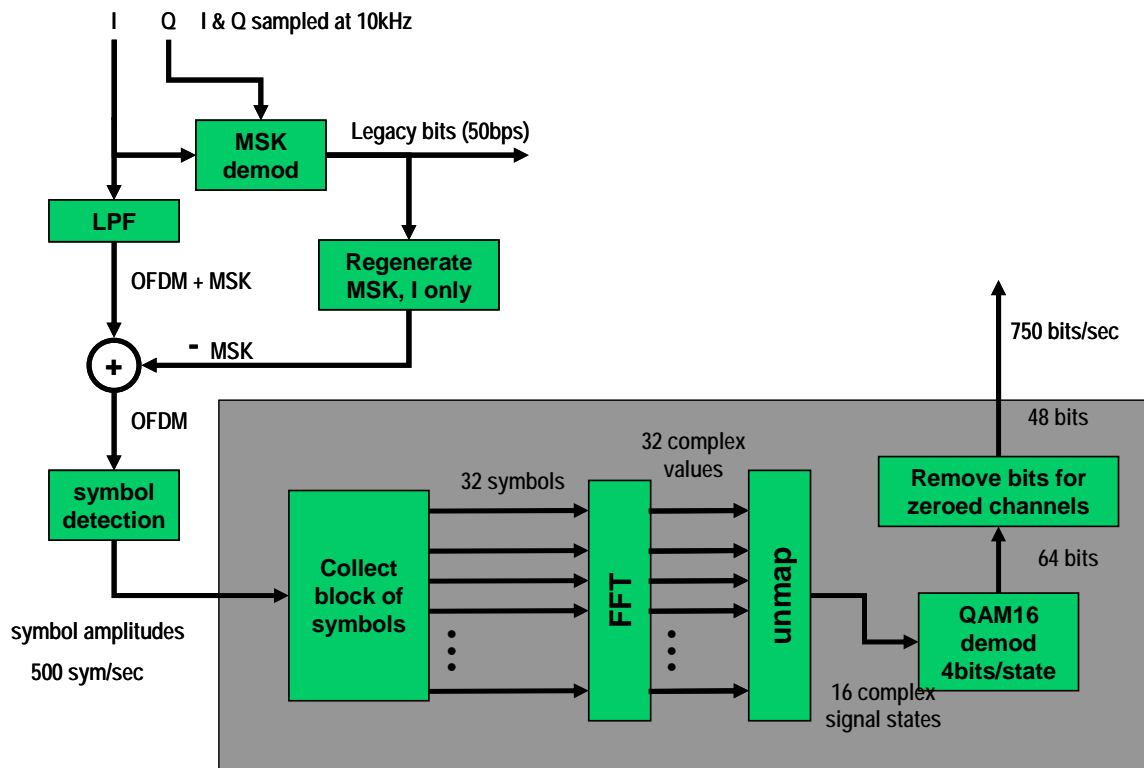 I Q I & Q sampled at 10kHz
MSK
demod
Legacy bits (50bps)
LPF
OFDM + MSK
Regenerate
MSK, I only
- MSK
+
OFDM
750 bits/sec
48 bits
Remove bits for
zeroed channels
64 bits
symbol
detection
symbol amplitudes
500 sym/sec
Collect
block of
symbols
32 symbols
FFT
32 complex
values
unmap
QAM16
demod
4bits/state
16 complex
signal states